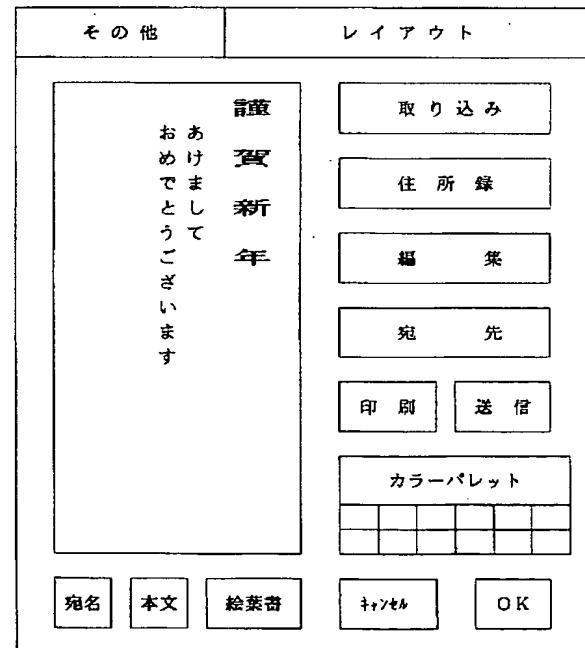 その他
レイアウト
謹賀新年
あけまして
おめでとうございます
取り込み
住所録
編集
宛先
印刷
送信
カラーパレット
宛名
本文
絵葉書
ｷｬﾝｾﾙ
OK